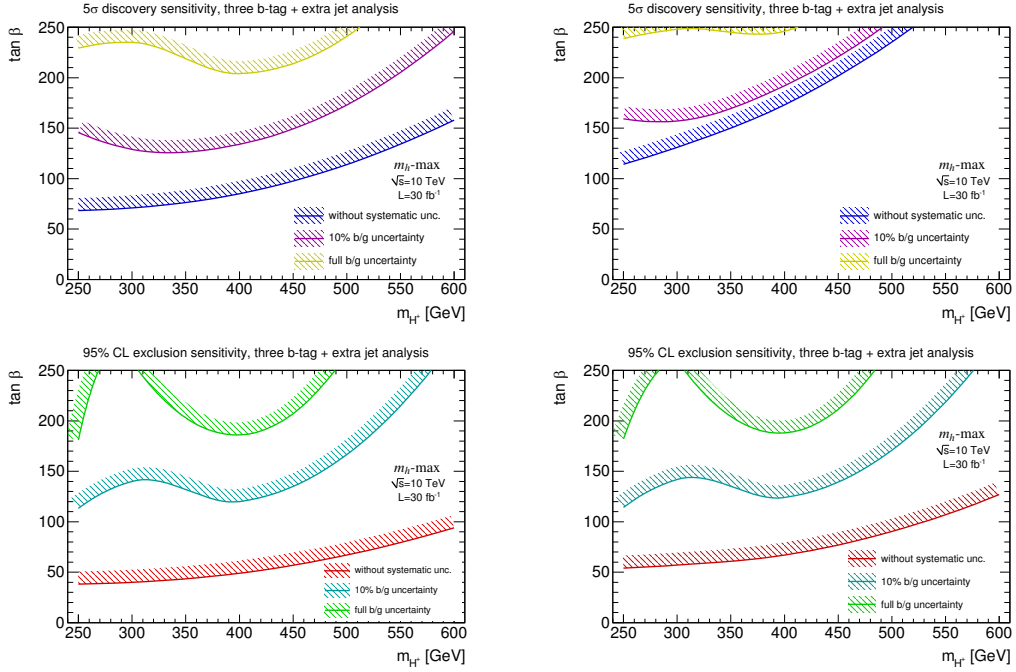 5σ discovery sensitivity, three b-tag + extra jet analysis
tan β
250
200
150
100
50
0
m_h-max
√s=10 TeV
L=30 fb⁻¹
without systematic unc.
10% b/g uncertainty
full b/g uncertainty
250 300 350 400 450 500 550 600
m_H⁺ [GeV]
5σ discovery sensitivity, three b-tag + extra jet analysis
tan β
250
200
150
100
50
0
m_h-max
√s=10 TeV
L=30 fb⁻¹
without systematic unc.
10% b/g uncertainty
full b/g uncertainty
250 300 350 400 450 500 550 600
m_H⁺ [GeV]
95% CL exclusion sensitivity, three b-tag + extra jet analysis
tan β
250
200
150
100
50
0
m_h-max
√s=10 TeV
L=30 fb⁻¹
without systematic unc.
10% b/g uncertainty
full b/g uncertainty
250 300 350 400 450 500 550 600
m_H⁺ [GeV]
95% CL exclusion sensitivity, three b-tag + extra jet analysis
tan β
250
200
150
100
50
0
m_h-max
√s=10 TeV
L=30 fb⁻¹
without systematic unc.
10% b/g uncertainty
full b/g uncertainty
250 300 350 400 450 500 550 600
m_H⁺ [GeV]